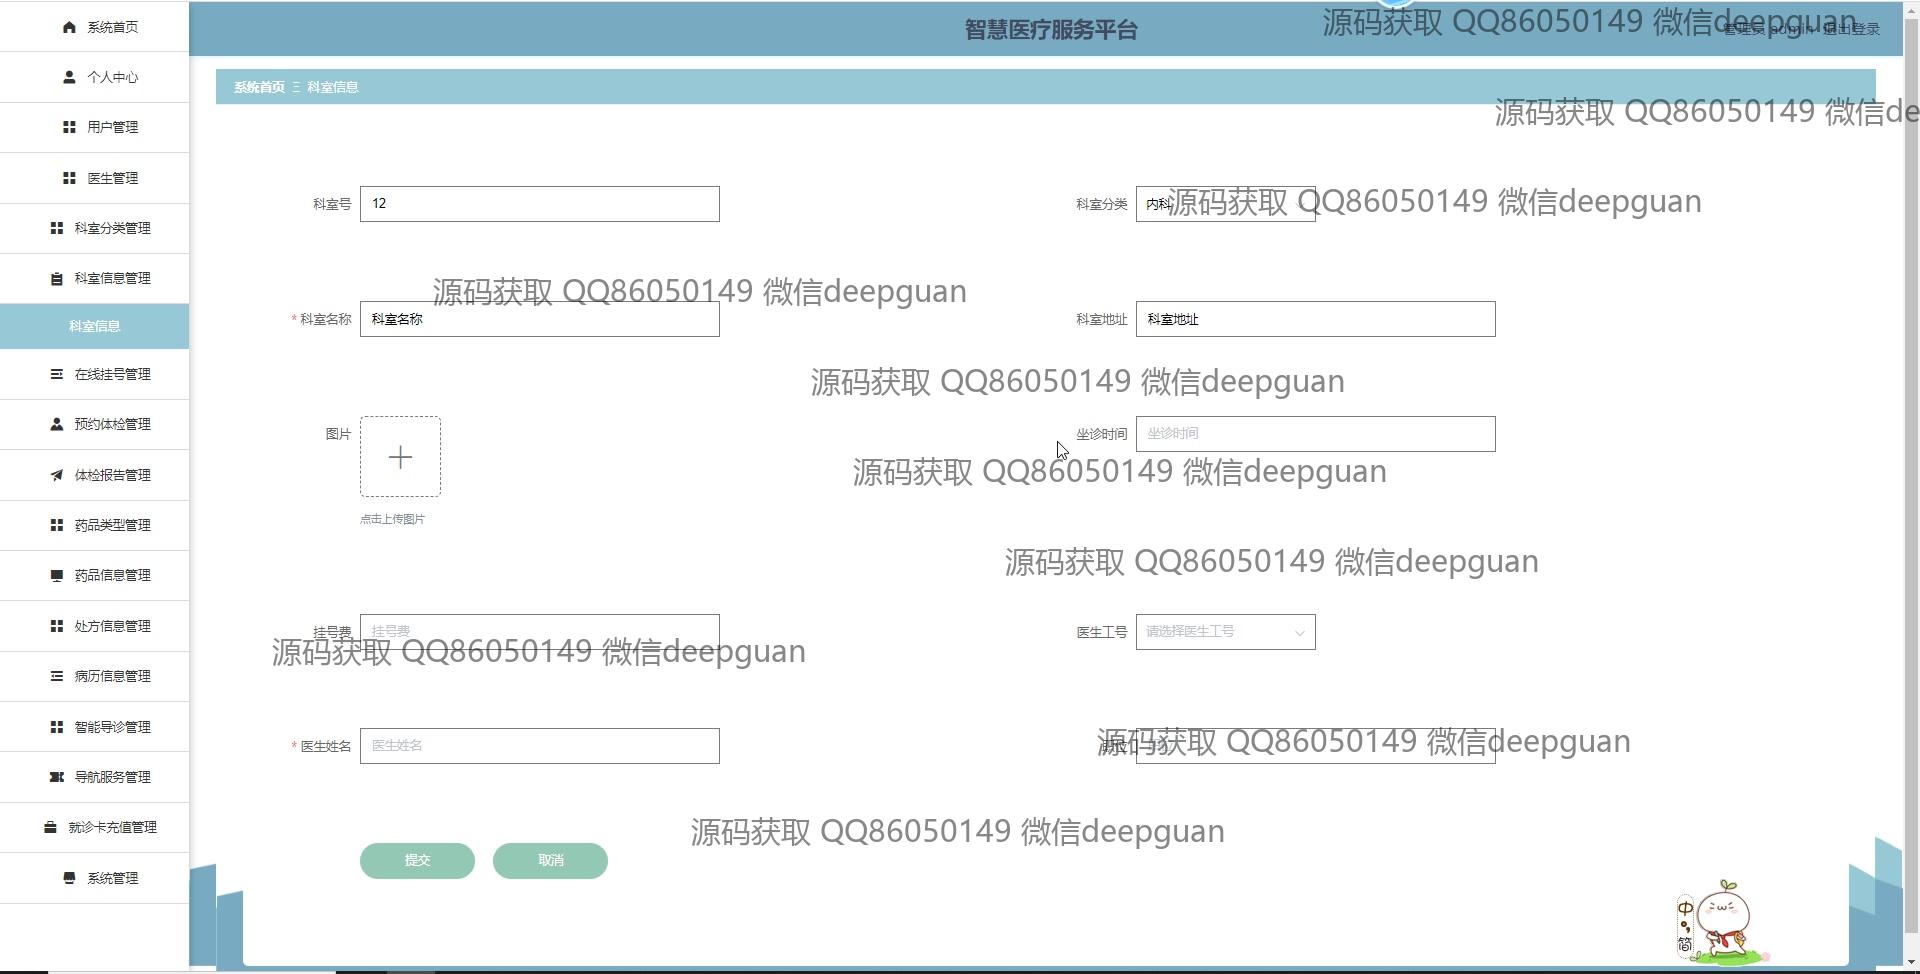 智慧医疗服务平台
源码获取 QQ86050149 微信deepguan
管理员 admin 退出登录
系统首页
个人中心
用户管理
医生管理
科室分类管理
科室信息管理
科室信息
在线挂号管理
预约体检管理
体检报告管理
药品类型管理
药品信息管理
处方信息管理
病历信息管理
智能导诊管理
导航服务管理
就诊卡充值管理
系统管理
系统首页 Ξ 科室信息
源码获取 QQ86050149 微信de
科室号 12
科室分类 内科
源码获取 QQ86050149 微信deepguan
源码获取 QQ86050149 微信deepguan
* 科室名称 科室名称
科室地址 科室地址
源码获取 QQ86050149 微信deepguan
图片
点击上传图片
坐诊时间 坐诊时间
源码获取 QQ86050149 微信deepguan
源码获取 QQ86050149 微信deepguan
挂号费 挂号费
医生工号 请选择医生工号
源码获取 QQ86050149 微信deepguan
* 医生姓名 医生姓名
源码获取 QQ86050149 微信deepguan
源码获取 QQ86050149 微信deepguan
提交 取消
中
简